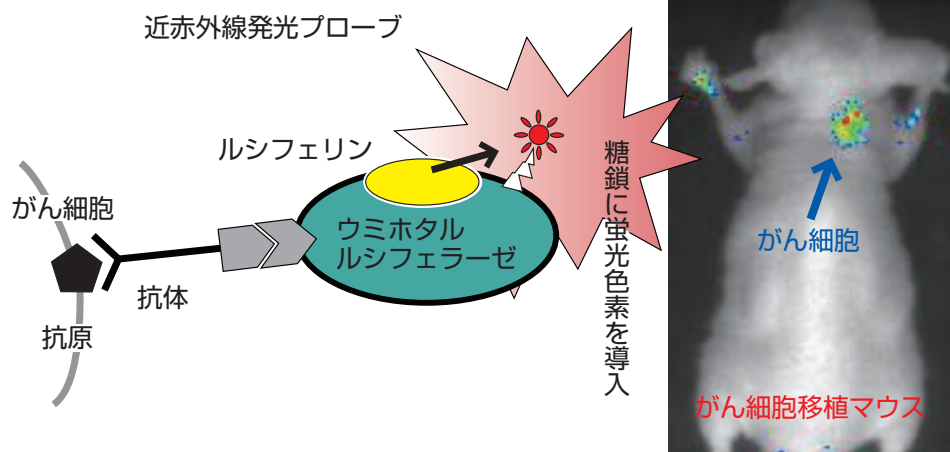 近赤外線発光プローブ
ルシフェリン
がん細胞
ウミホタル
ルシフェラーゼ
抗体
抗原
糖鎖に蛍光色素を導入
がん細胞
がん細胞移植マウス